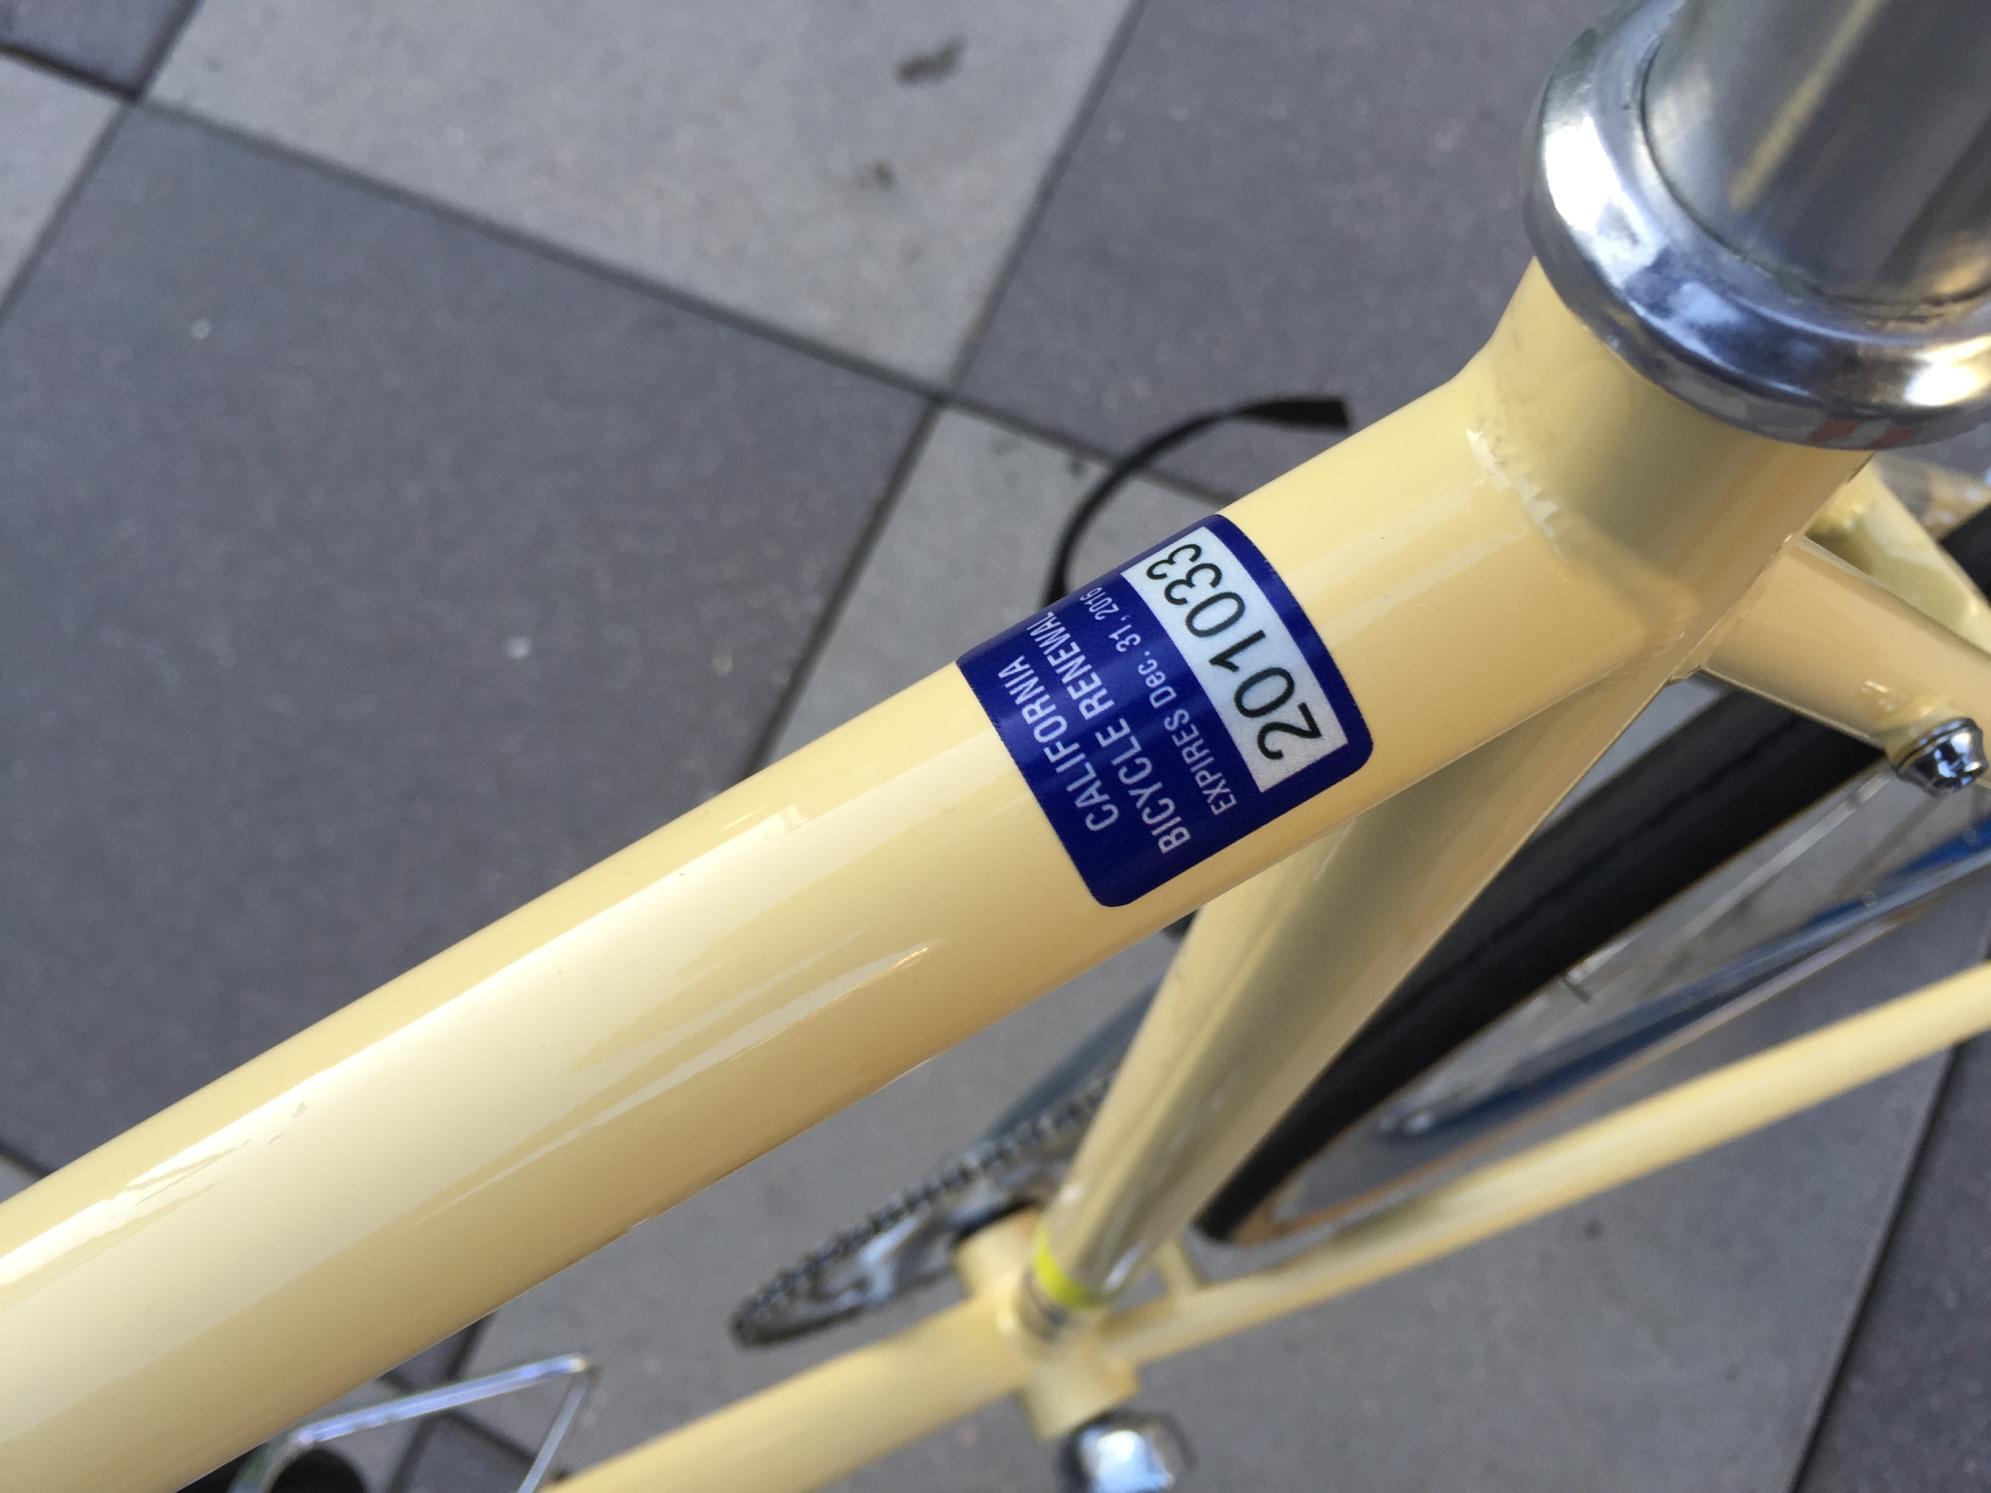 CALIFORNIA
BICYCLE RENEWAL
EXPIRES Dec. 31, 2016
201033